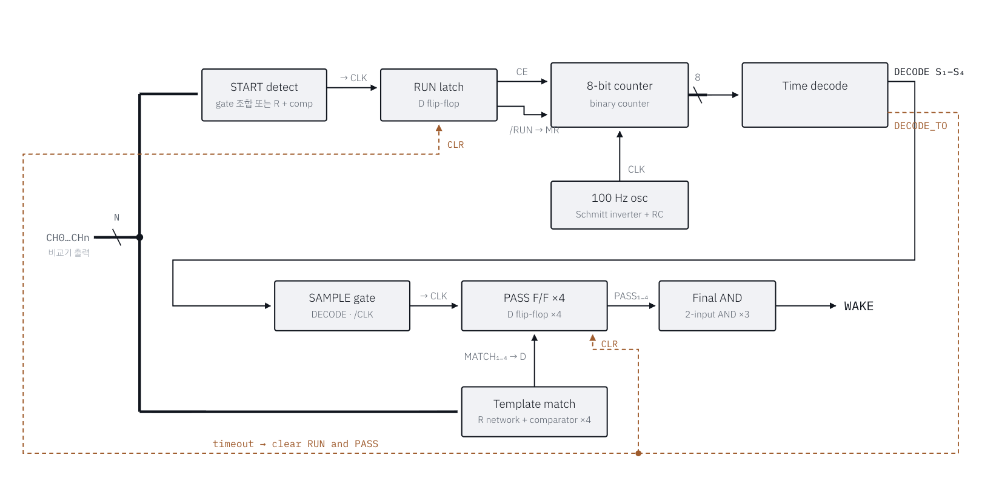 START detect
gate 조합 또는 R + comp
→ CLK
RUN latch
D flip-flop
CE
/RUN → MR
8-bit counter
binary counter
8
Time decode
DECODE S₁–S₄
DECODE_TO
CLR
CLK
100 Hz osc
Schmitt inverter + RC
N
CH0…CHn
비교기 출력
SAMPLE gate
DECODE · /CLK
→ CLK
PASS F/F ×4
D flip-flop ×4
PASS₁₋₄
Final AND
2-input AND ×3
WAKE
CLR
MATCH₁₋₄ → D
Template match
R network + comparator ×4
timeout → clear RUN and PASS